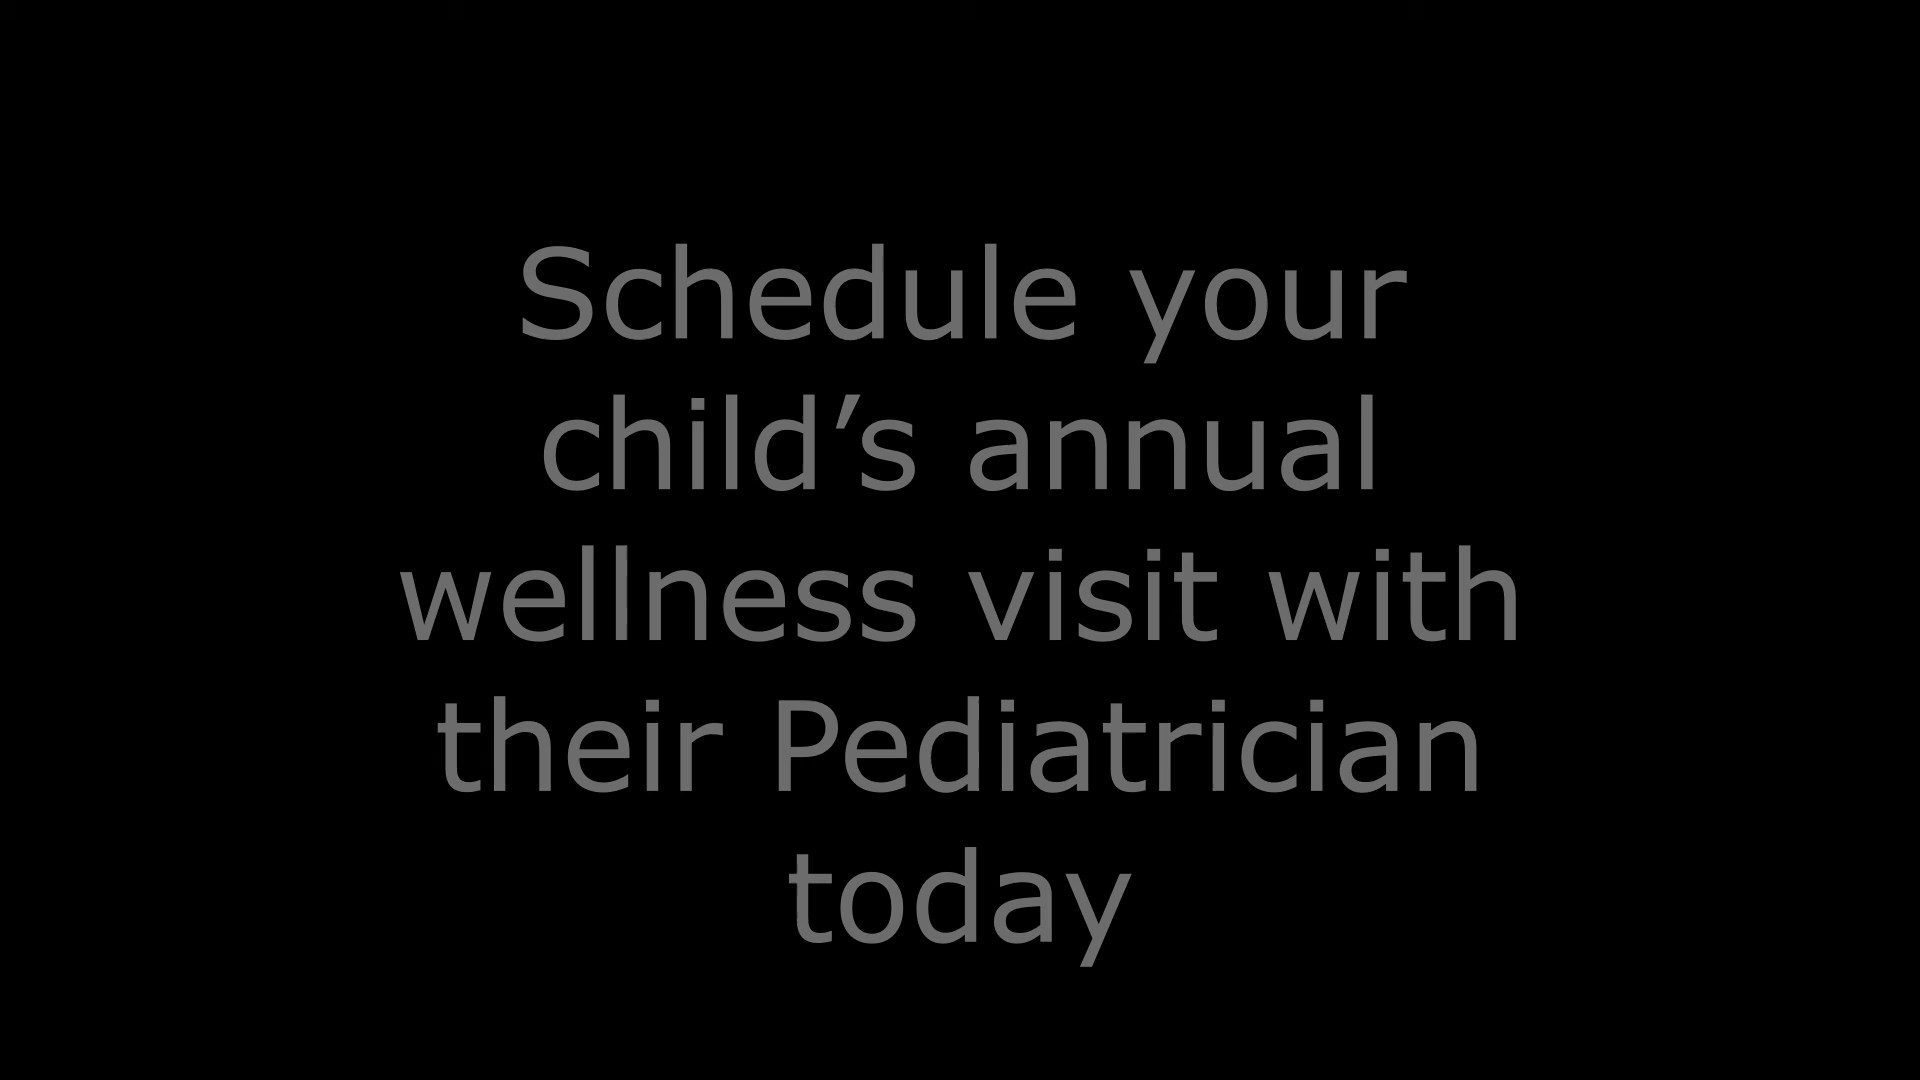 Schedule your
child’s annual
wellness visit with
their Pediatrician
today